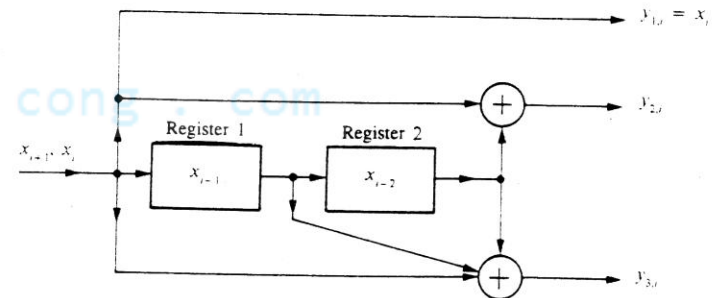 y₁,ᵢ = xᵢ
cong . com
y₂,ᵢ
Register 1
Register 2
xᵢ₊₁, xᵢ
xᵢ₋₁
xᵢ₋₂
+
+
y₃,ᵢ